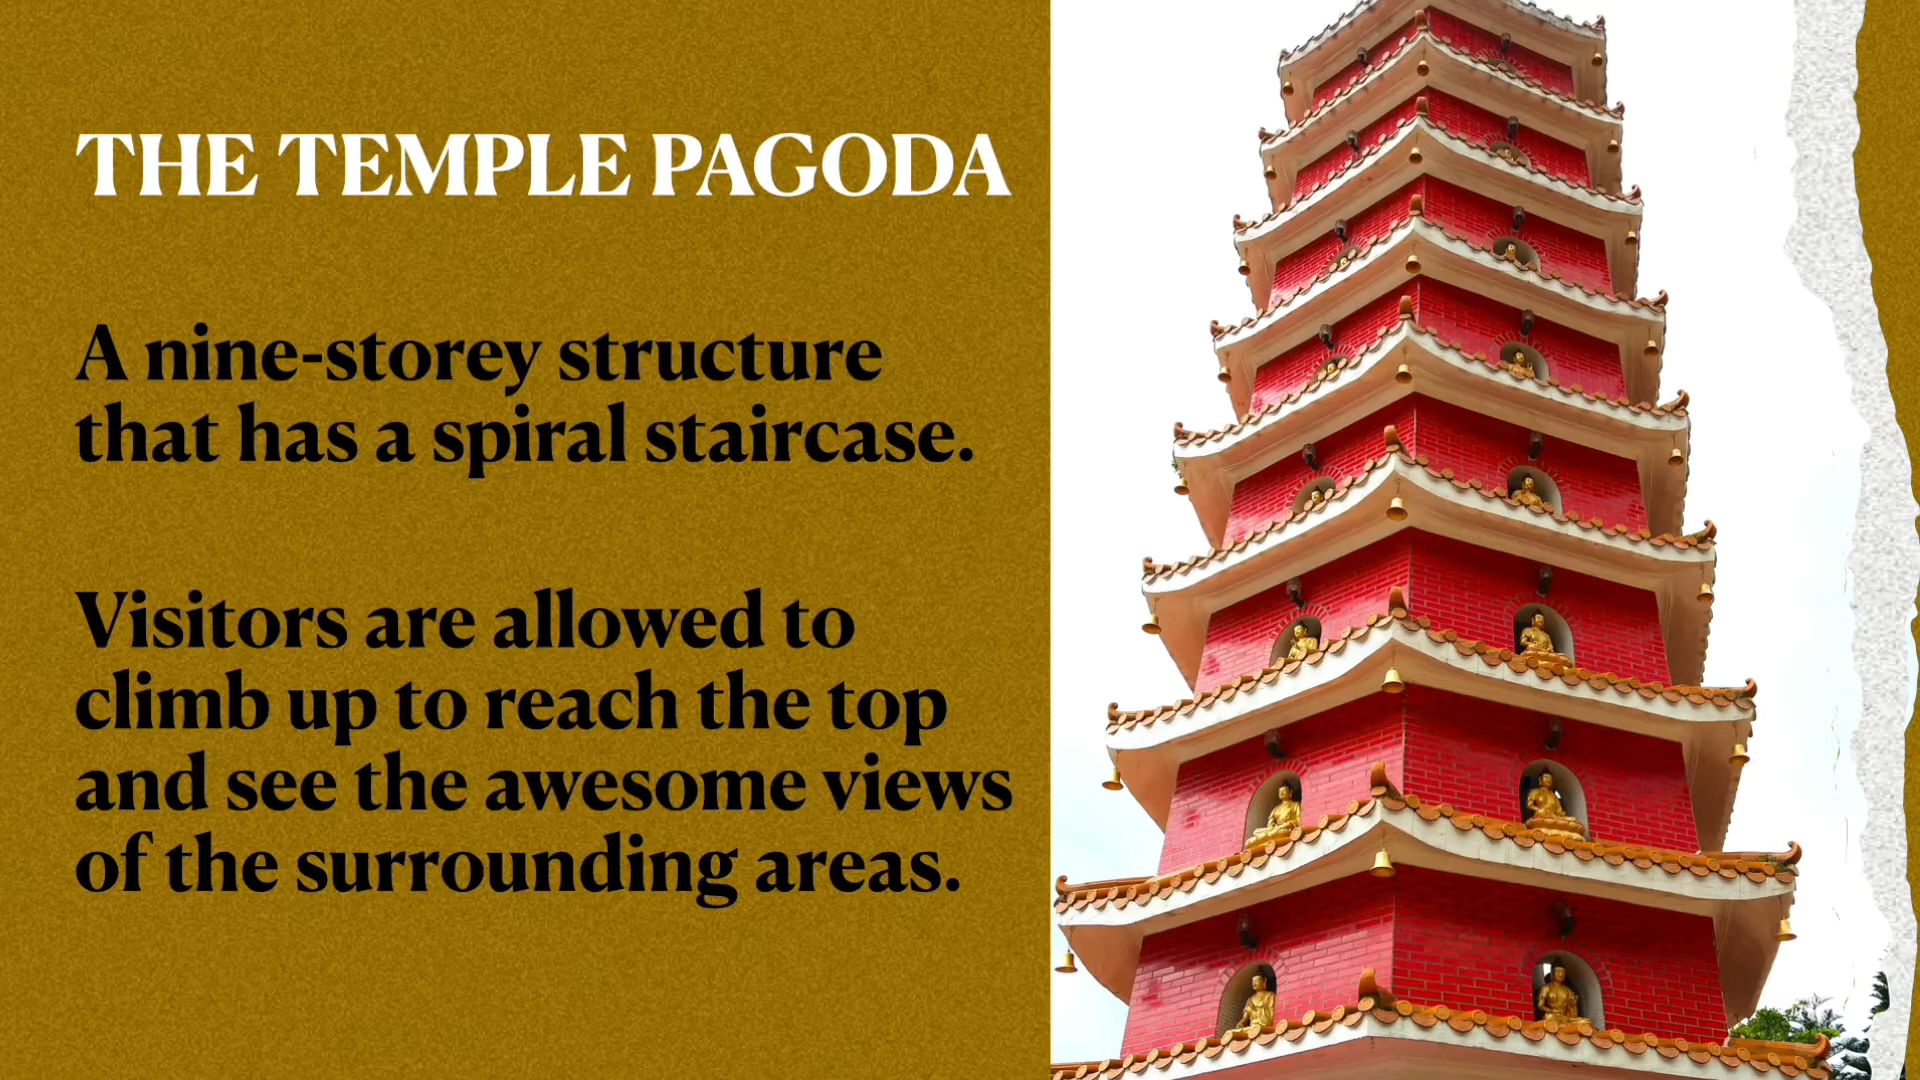 THE TEMPLE PAGODA
A nine-storey structure
that has a spiral staircase.
Visitors are allowed to
climb up to reach the top
and see the awesome views
of the surrounding areas.